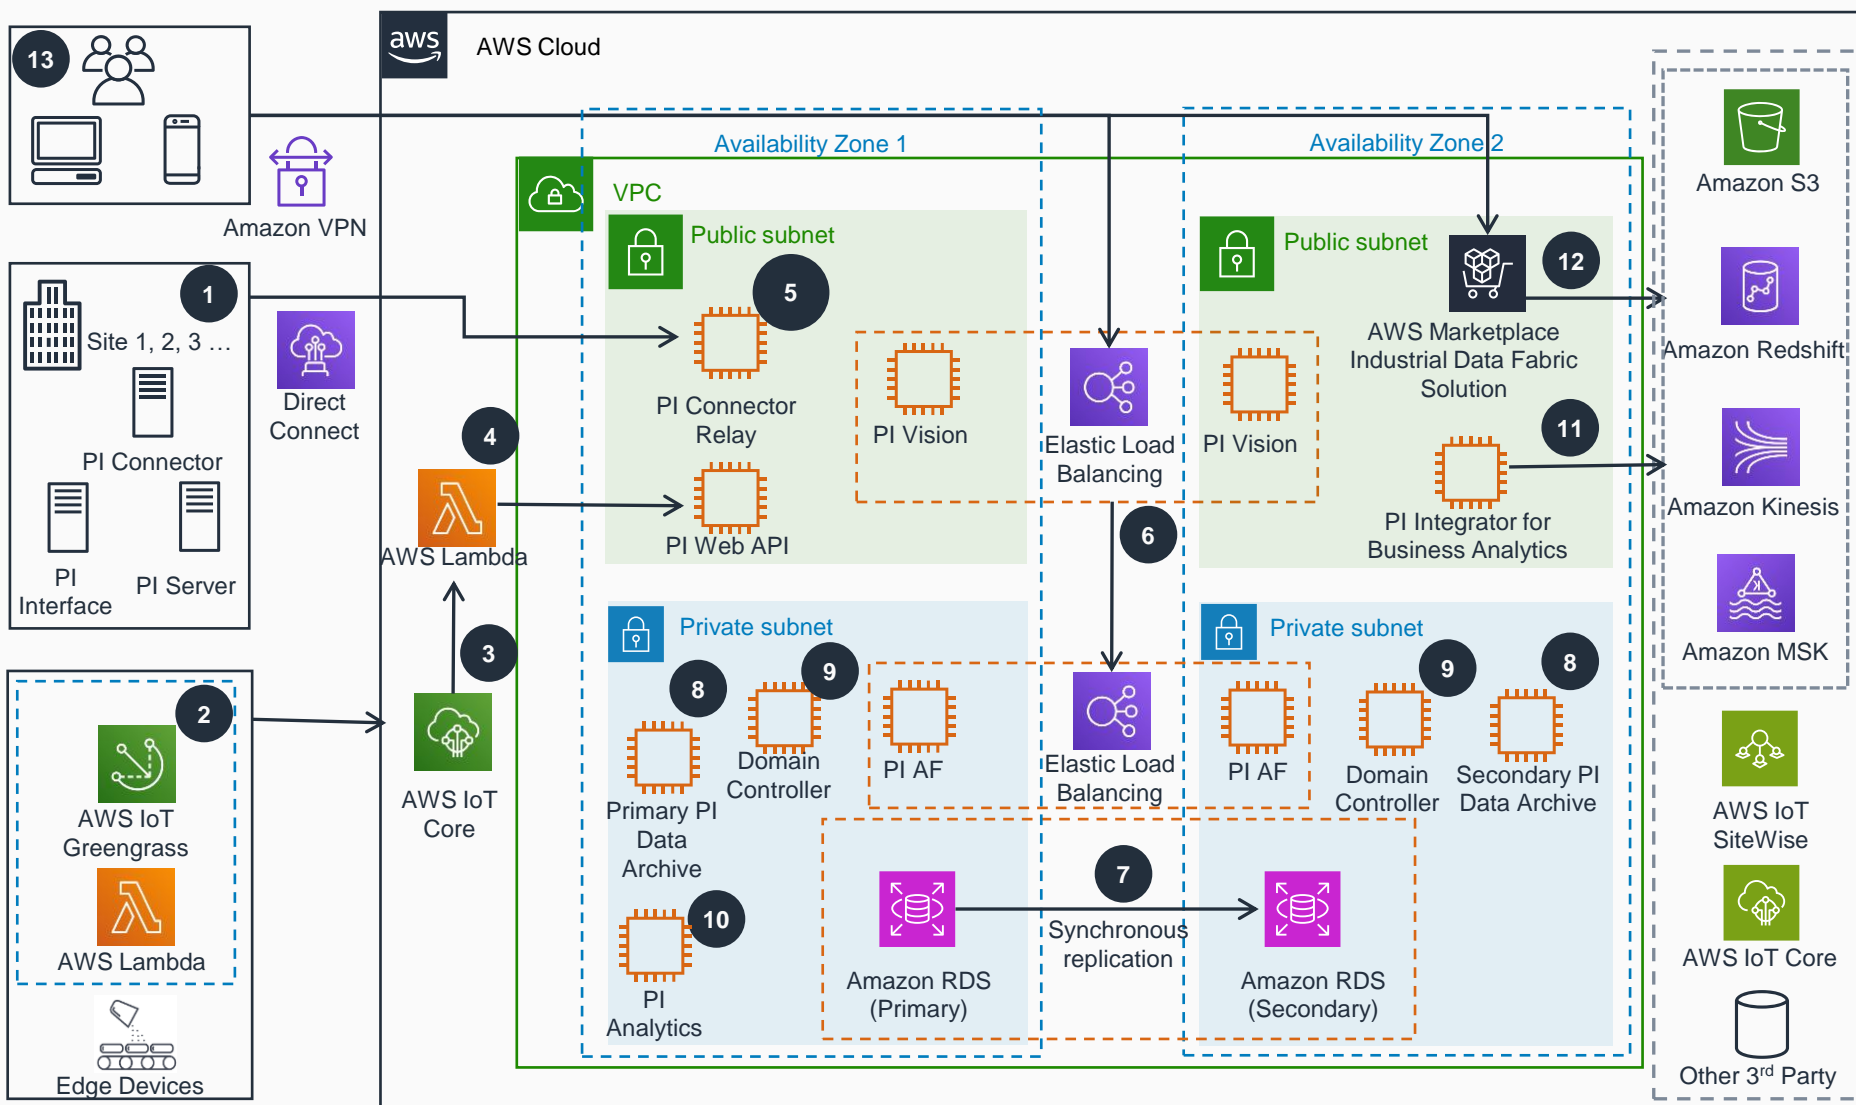 13
Amazon VPN
1
Site 1, 2, 3 ...
PI Connector
PI
Interface
PI Server
Direct
Connect
2
AWS IoT
Greengrass
AWS Lambda
Edge Devices
aws
AWS Cloud
4
AWS Lambda
3
AWS IoT
Core
Availability Zone 1
Availability Zone 2
VPC
Public subnet
5
PI Connector
Relay
PI Web API
PI Vision
Elastic Load
Balancing
6
Public subnet
PI Vision
12
AWS Marketplace
Industrial Data Fabric
Solution
11
PI Integrator for
Business Analytics
Private subnet
8
Primary PI
Data
Archive
9
Domain
Controller
PI AF
Elastic Load
Balancing
10
PI
Analytics
Amazon RDS
(Primary)
7
Synchronous
replication
Private subnet
PI AF
9
Domain
Controller
8
Secondary PI
Data Archive
Amazon RDS
(Secondary)
Amazon S3
Amazon Redshift
Amazon Kinesis
K
Amazon MSK
AWS IoT
SiteWise
AWS IoT Core
Other 3rd Party